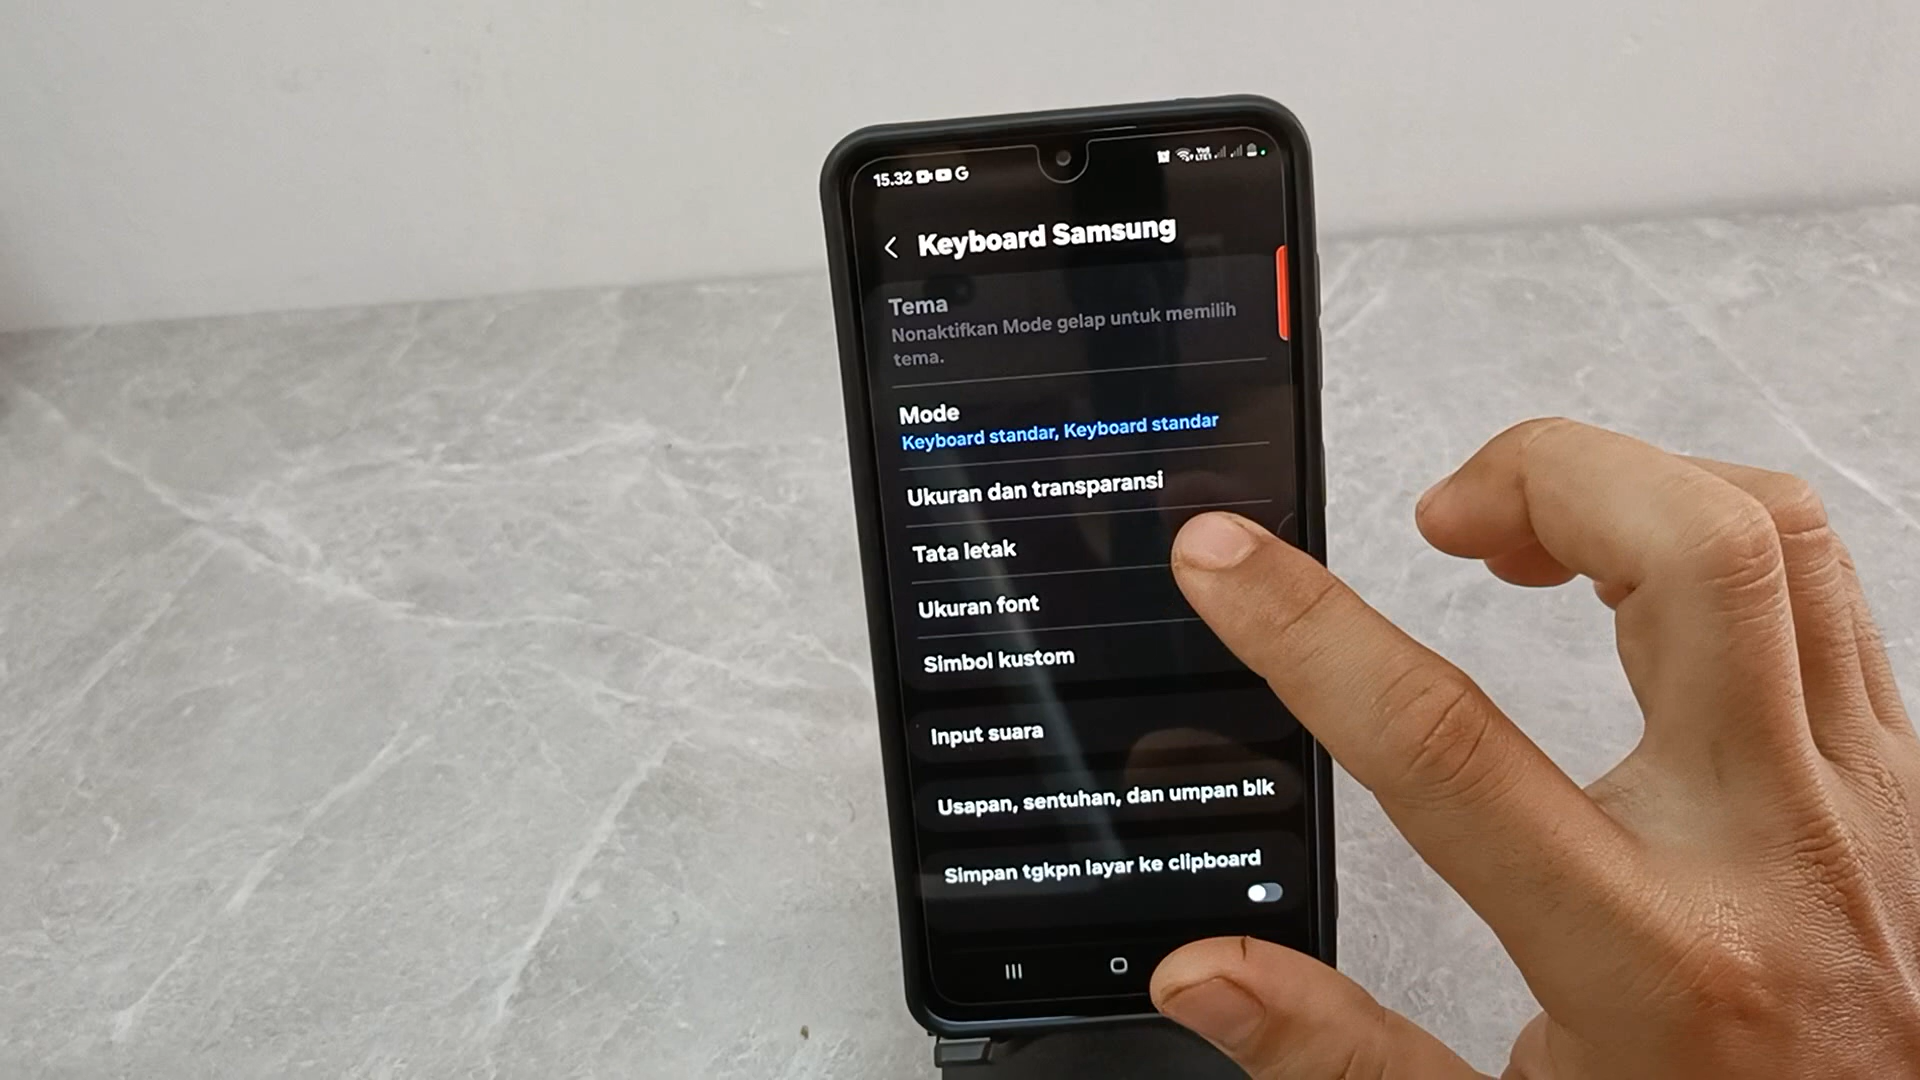 15.32 G
Keyboard Samsung
Tema
Nonaktifkan Mode gelap untuk memilih
tema.
Mode
Keyboard standar, Keyboard standar
Ukuran dan transparansi
Tata letak
Ukuran font
Simbol kustom
Input suara
Usapan, sentuhan, dan umpan blk
Simpan tgkpn layar ke clipboard